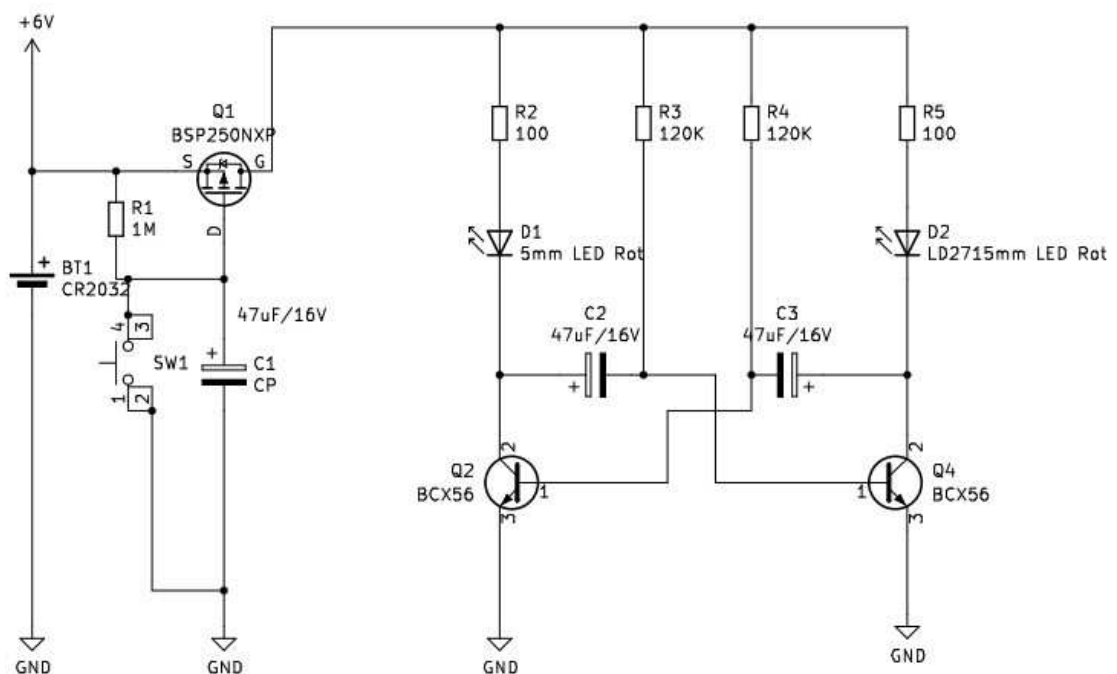 +6V
Q1
BSP250NXP
S
G
D
R1
1M
+
BT1
CR2032
47uF/16V
4
3
SW1
1
2
+
C1
CP
GND
GND
R2
100
R3
120K
R4
120K
R5
100
D1
5mm LED Rot
D2
LD2715mm LED Rot
C2
47uF/16V
+
C3
47uF/16V
+
Q2
BCX56
2
1
3
Q4
BCX56
2
1
3
GND
GND